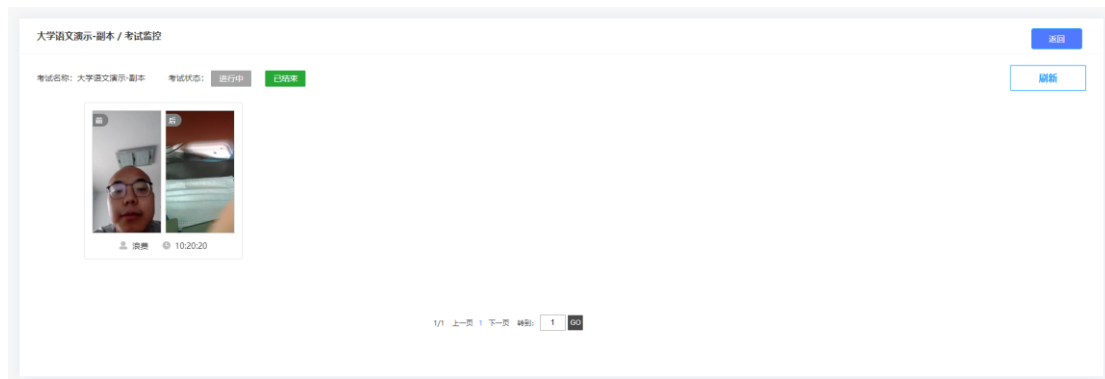 大学语文演示-副本 / 考试监控
返回
考试名称：大学语文演示-副本 考试状态： 进行中 已结束
刷新
前 后
浪费 10:20:20
1/1 上一页 1 下一页 转到： 1 GO